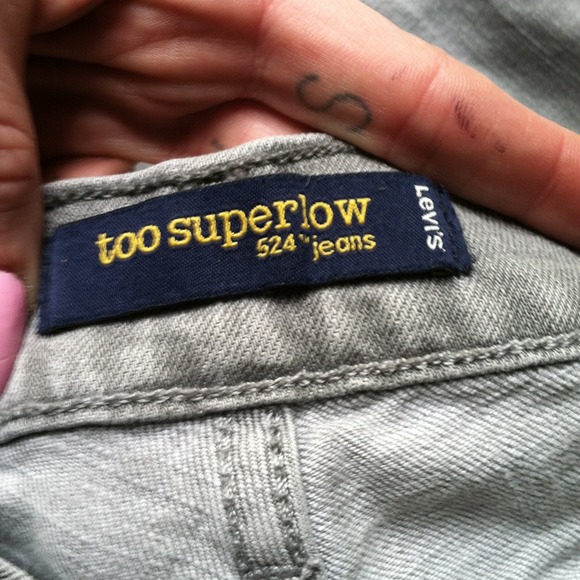 too superlow
524™ jeans
Levi's
S